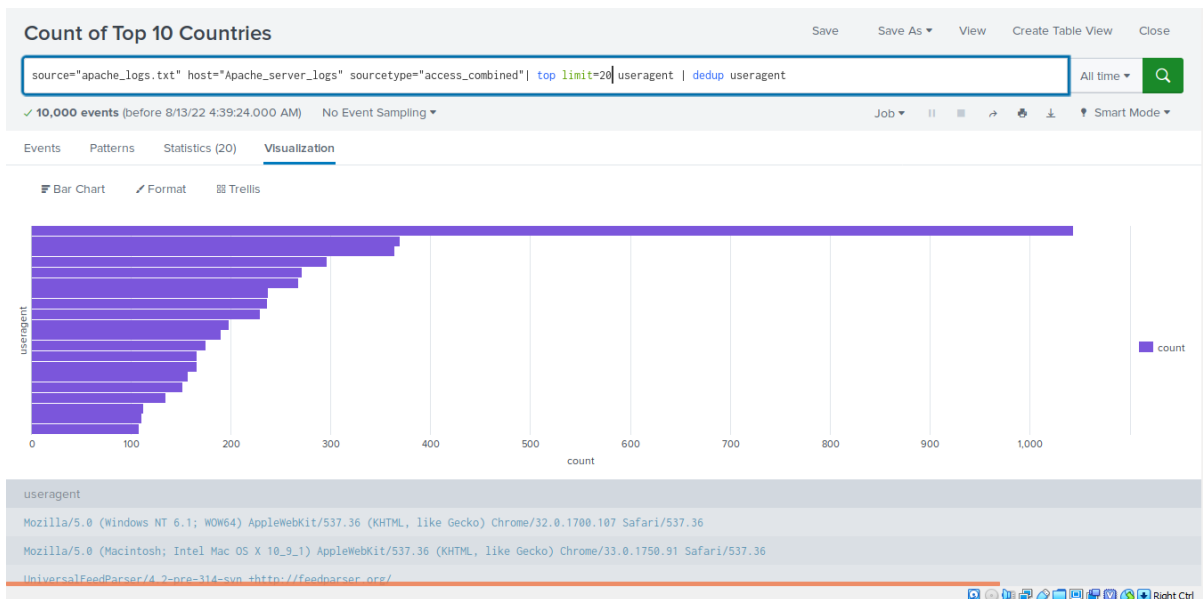 Count of Top 10 Countries
Save Save As View Create Table View Close
source="apache_logs.txt" host="Apache_server_logs" sourcetype="access_combined"| top limit=20 useragent | dedup useragent
All time
10,000 events (before 8/13/22 4:39:24.000 AM) No Event Sampling
Job Smart Mode
Events Patterns Statistics (20) Visualization
Bar Chart Format Trellis
useragent
count
0 100 200 300 400 500 600 700 800 900 1,000
count
useragent
Mozilla/5.0 (Windows NT 6.1; WOW64) AppleWebKit/537.36 (KHTML, like Gecko) Chrome/32.0.1700.107 Safari/537.36
Mozilla/5.0 (Macintosh; Intel Mac OS X 10_9_1) AppleWebKit/537.36 (KHTML, like Gecko) Chrome/33.0.1750.91 Safari/537.36
UniversalFeedParser/4.2-pre-314-svn +http://feedparser.org/
Right Ctrl